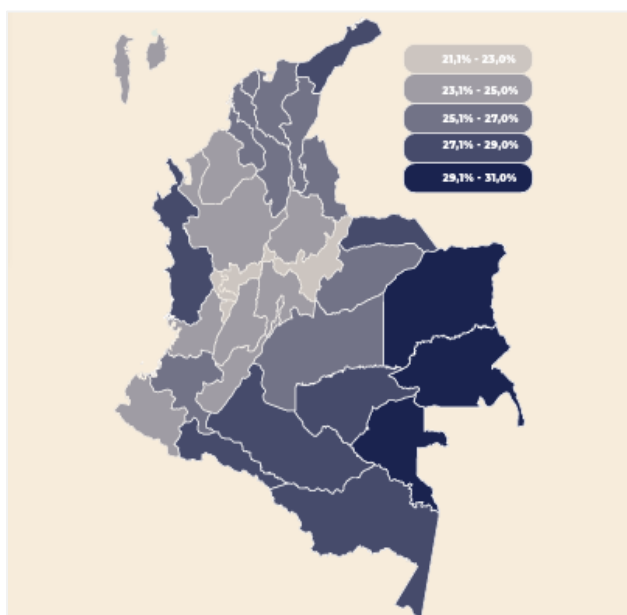 21,1% - 23,0%
23,1% - 25,0%
25,1% - 27,0%
27,1% - 29,0%
29,1% - 31,0%